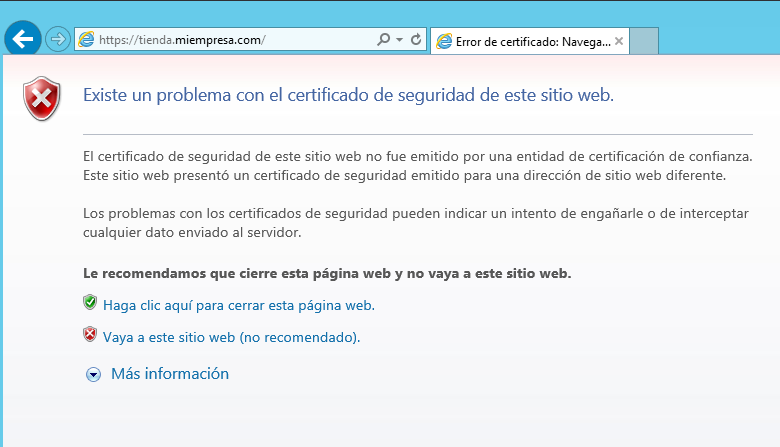 https://tienda.miempresa.com/
Error de certificado: Navega...
Existe un problema con el certificado de seguridad de este sitio web.
El certificado de seguridad de este sitio web no fue emitido por una entidad de certificación de confianza.
Este sitio web presentó un certificado de seguridad emitido para una dirección de sitio web diferente.
Los problemas con los certificados de seguridad pueden indicar un intento de engañarle o de interceptar
cualquier dato enviado al servidor.
Le recomendamos que cierre esta página web y no vaya a este sitio web.
Haga clic aquí para cerrar esta página web.
Vaya a este sitio web (no recomendado).
Más información